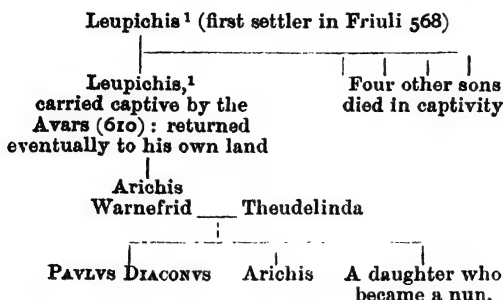 Leupichis ¹ (first settler in Friuli 568)
Leupichis,¹
carried captive by the
Avars (610) : returned
eventually to his own land
Four other sons
died in captivity
Arichis
Warnefrid Theudelinda
PAVLVS DIACONVS Arichis A daughter who
became a nun.